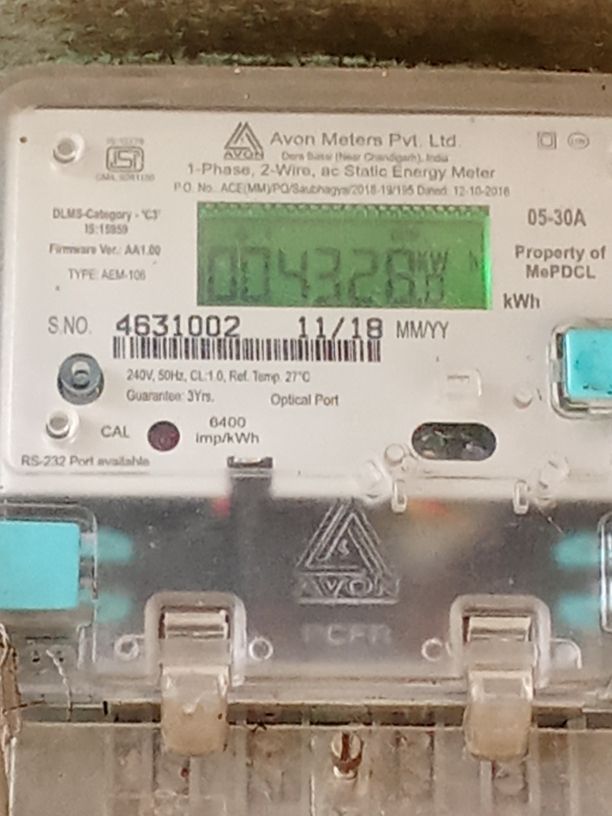 Avon Meters Pvt. Ltd.
AVON
Dera Bassi (Near Chandigarh), India
1-Phase, 2-Wire, ac Static Energy Meter
P.O. No. ACE(MM)/PO/Saubhagya/2018-19/195 Dated: 12-10-2018
DLMS-Category - 'C3'
IS:15959
Firmware Ver.: AA1.00
TYPE: AEM-106
05-30A
Property of
MePDCL
kWh
S.NO. 4631002 11/18 MM/YY
240V, 50Hz, CL:1.0, Ref. Temp. 27°C
Guarantee: 3Yrs. Optical Port
CAL 6400
imp/kWh
RS-232 Port available
AVON